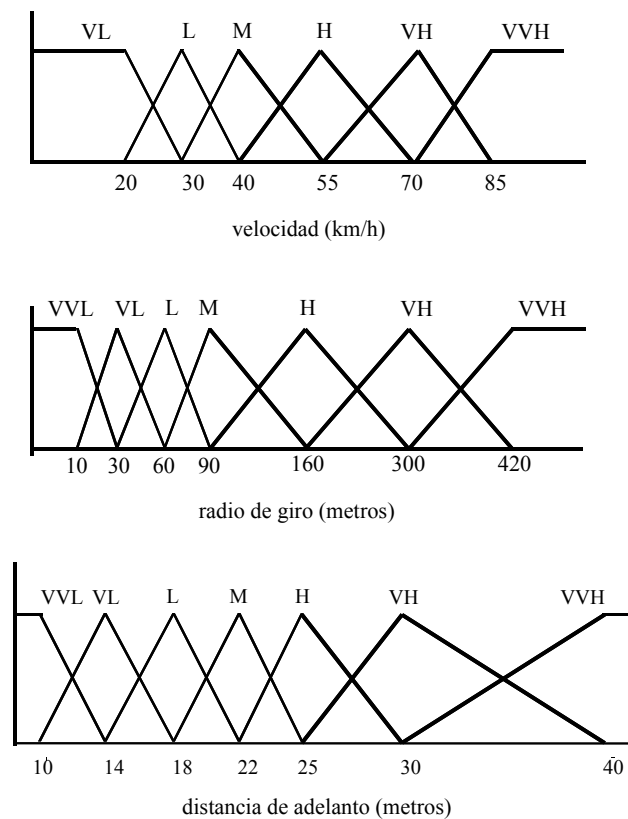 VL L M H VH VVH
20 30 40 55 70 85
velocidad (km/h)
VVL VL L M H VH VVH
10 30 60 90 160 300 420
radio de giro (metros)
VVL VL L M H VH VVH
10 14 18 22 25 30 40
distancia de adelanto (metros)